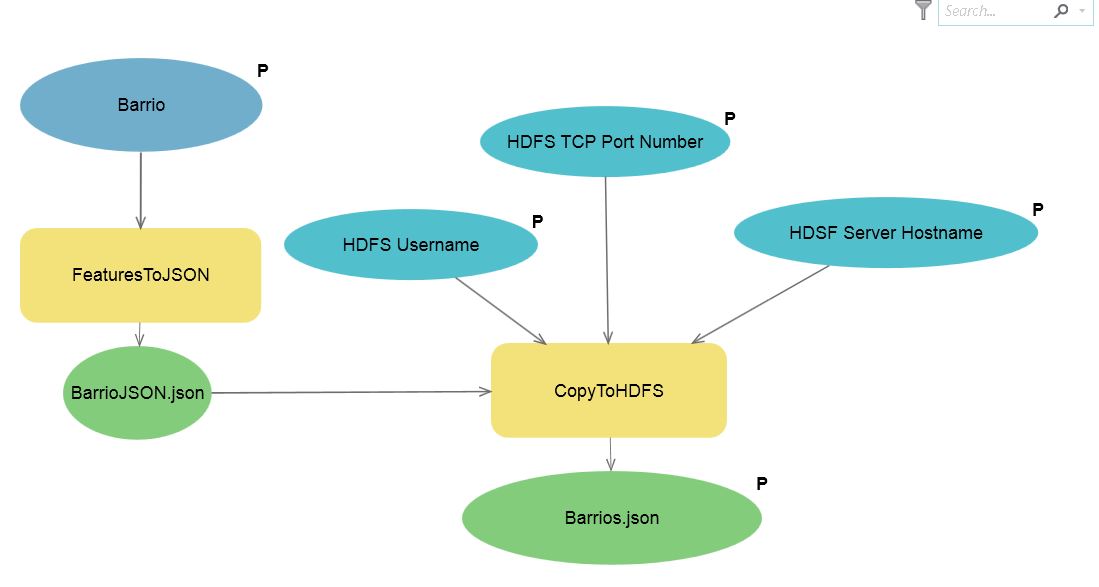 Search...
P
Barrio
P
HDFS TCP Port Number
P
HDSF Server Hostname
P
HDFS Username
FeaturesToJSON
BarrioJSON.json
CopyToHDFS
P
Barrios.json